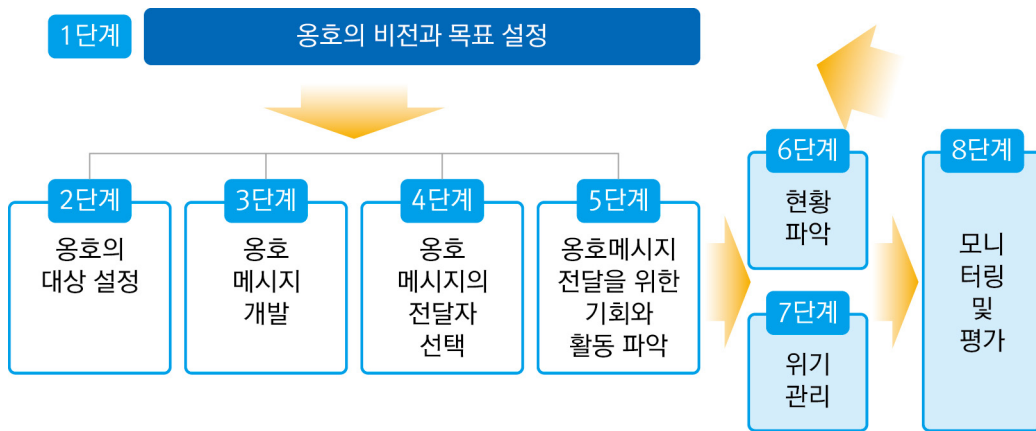 1단계
옹호의 비전과 목표 설정
2단계
옹호의
대상 설정
3단계
옹호
메시지
개발
4단계
옹호
메시지의
전달자
선택
5단계
옹호메시지
전달을 위한
기회와
활동 파악
6단계
현황
파악
7단계
위기
관리
8단계
모니
터링
및
평가